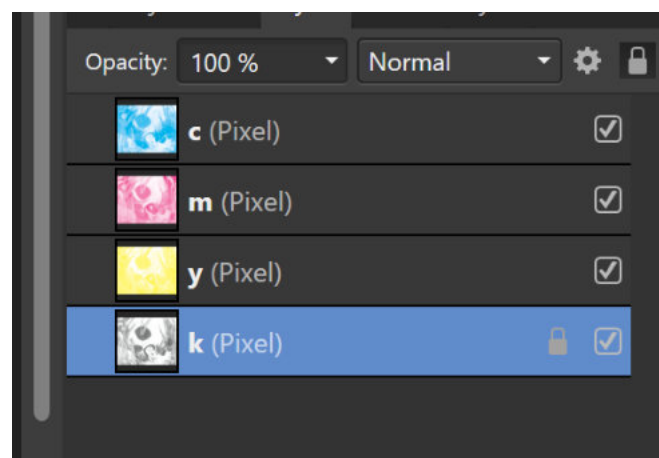 Opacity: 100 % Normal
c (Pixel)
m (Pixel)
y (Pixel)
k (Pixel)